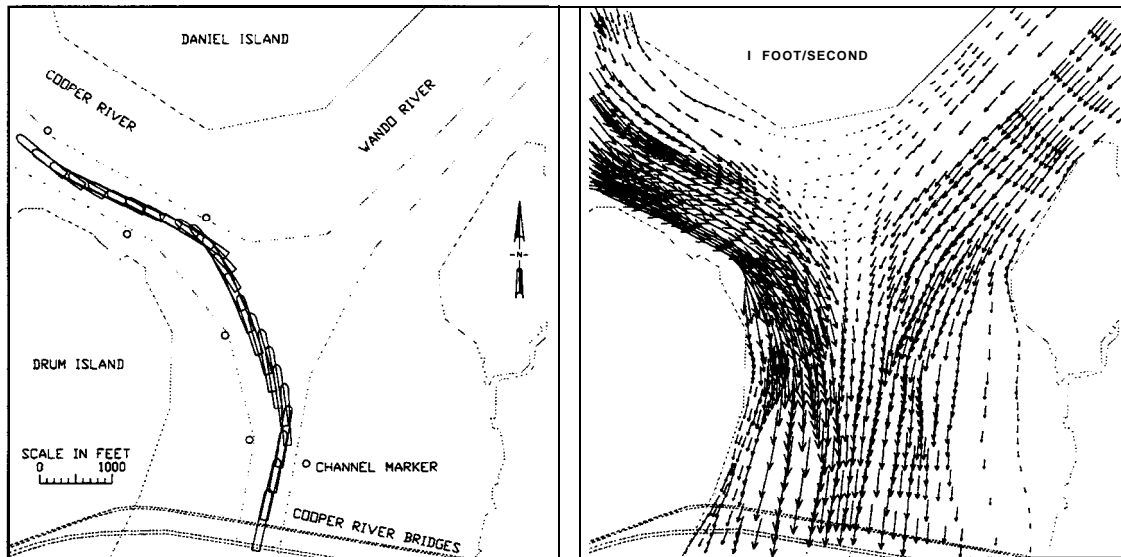 DANIEL ISLAND
COOPER RIVER
WANDO RIVER
-N-
DRUM ISLAND
SCALE IN FEET
0 1000
CHANNEL MARKER
COOPER RIVER BRIDGES
I FOOT/SECOND